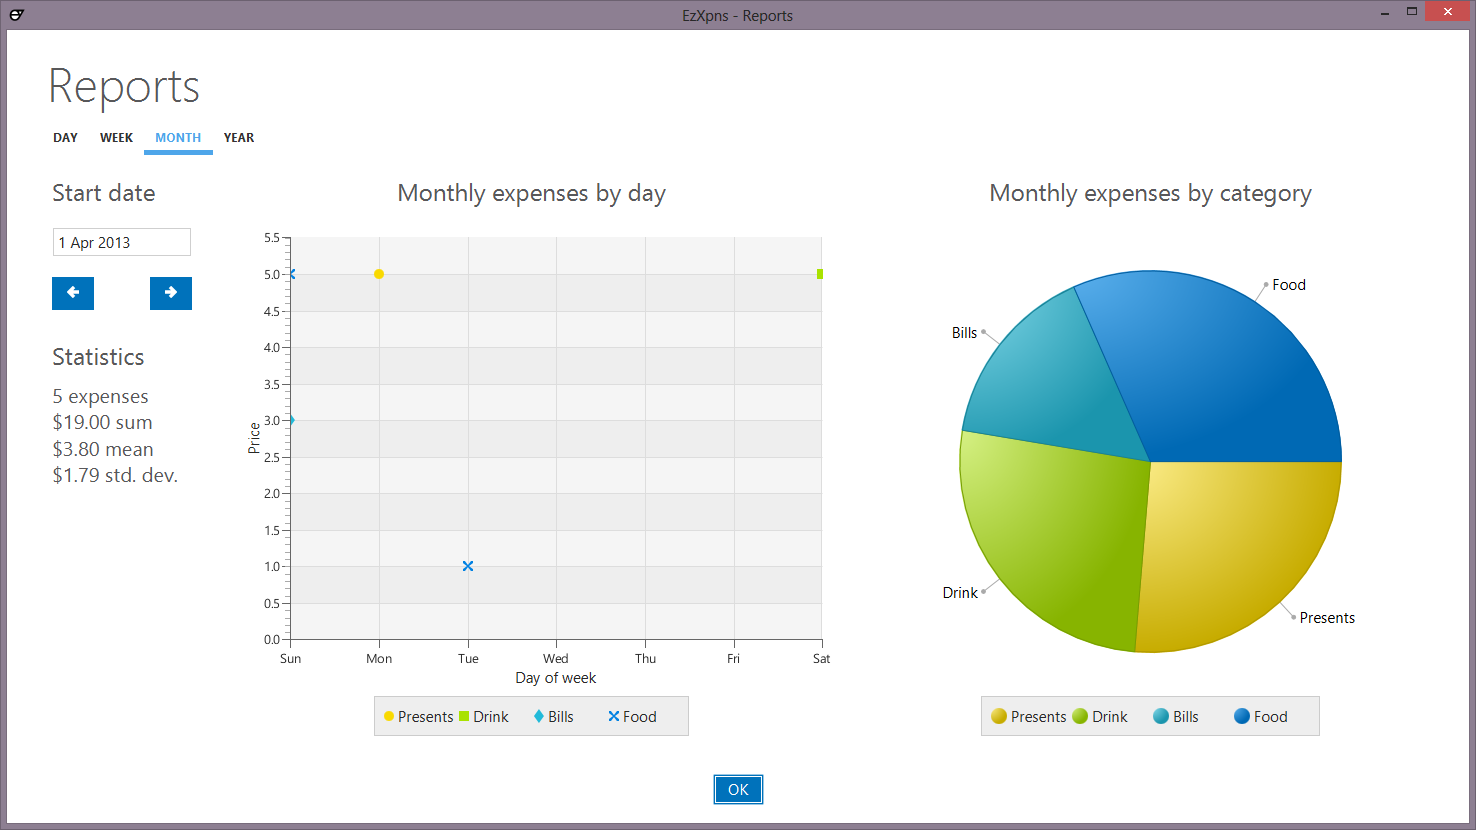 EzXpns - Reports
Reports
DAY WEEK MONTH YEAR
Start date
1 Apr 2013
Statistics
5 expenses
$19.00 sum
$3.80 mean
$1.79 std. dev.
Monthly expenses by day
5.5
5.0
4.5
4.0
3.5
3.0
2.5
2.0
1.5
1.0
0.5
0.0
Price
Sun Mon Tue Wed Thu Fri Sat
Day of week
Presents Drink Bills Food
Monthly expenses by category
Food
Bills
Drink
Presents
Presents Drink Bills Food
OK